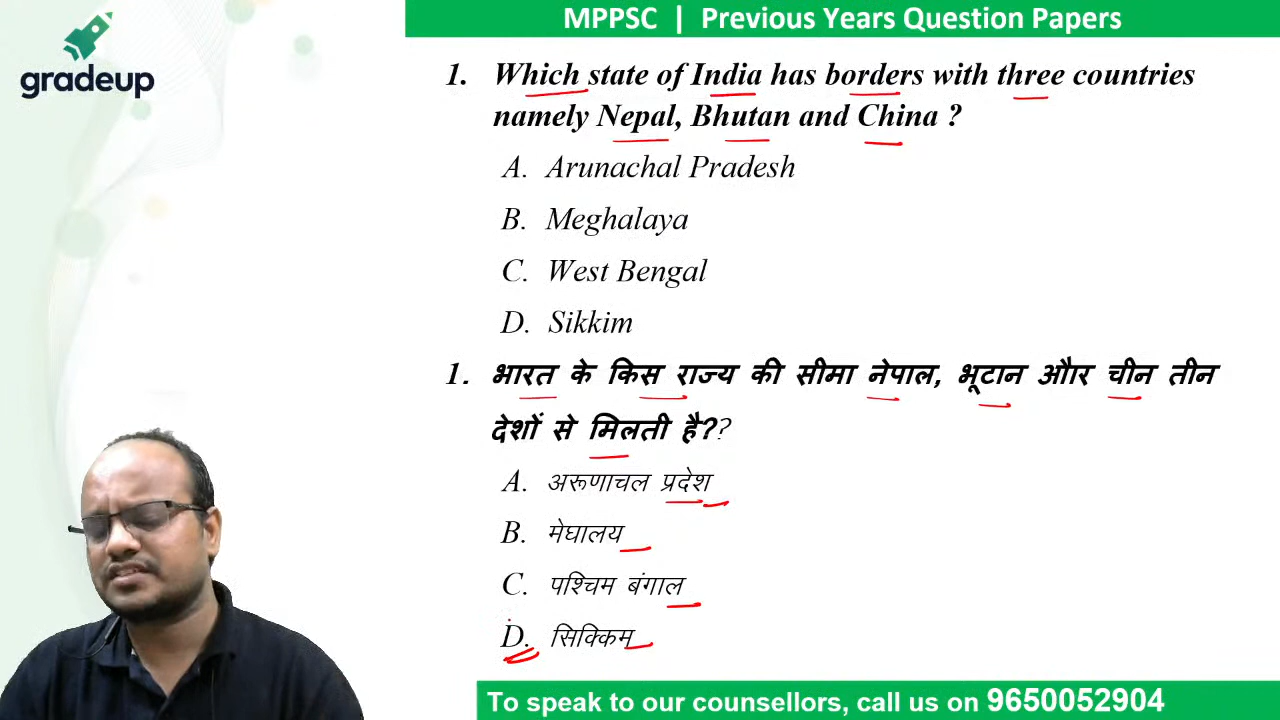 gradeup
MPPSC | Previous Years Question Papers
1. Which state of India has borders with three countries
namely Nepal, Bhutan and China ?
A. Arunachal Pradesh
B. Meghalaya
C. West Bengal
D. Sikkim
1. भारत के किस राज्य की सीमा नेपाल, भूटान औार चीन तीन
देशों से मिलती है??
A. अरूणाचल प्रदेश
B. मेघालय
C. पश्चिम बंगाल
D. सिक्किम
To speak to our counsellors, call us on 9650052904